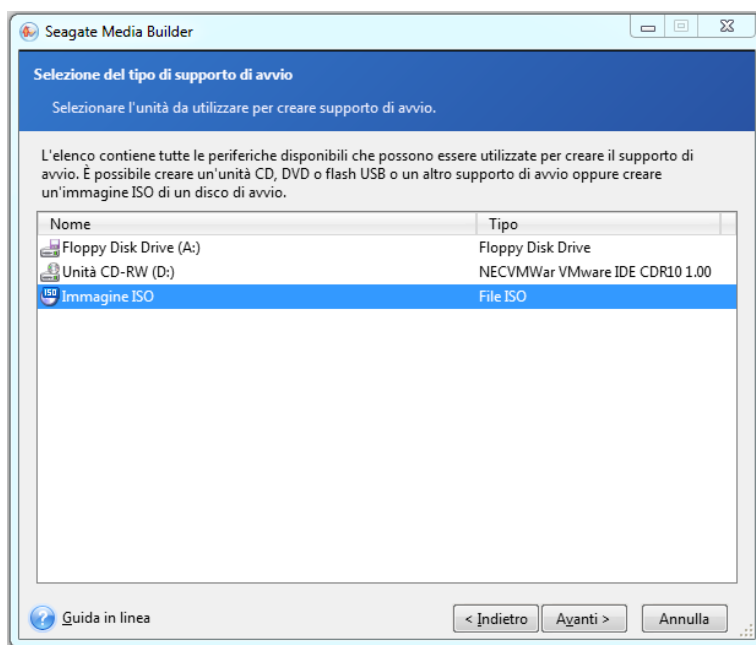 Seagate Media Builder
Selezione del tipo di supporto di avvio
Selezionare l'unità da utilizzare per creare supporto di avvio.
L'elenco contiene tutte le periferiche disponibili che possono essere utilizzate per creare il supporto di
avvio. È possibile creare un'unità CD, DVD o flash USB o un altro supporto di avvio oppure creare
un'immagine ISO di un disco di avvio.
Nome Tipo
Floppy Disk Drive (A:) Floppy Disk Drive
Unità CD-RW (D:) NECVMWar VMware IDE CDR10 1.00
ISO Immagine ISO File ISO
Guida in linea < Indietro Avanti > Annulla